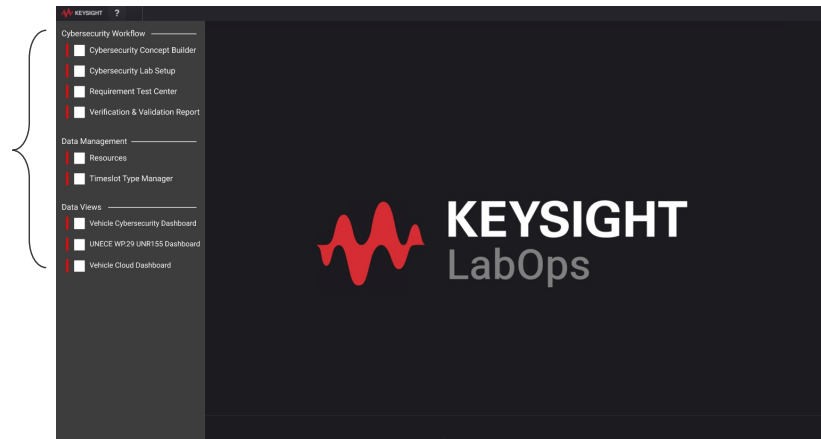 KEYSIGHT ?
Cybersecurity Workflow
Cybersecurity Concept Builder
Cybersecurity Lab Setup
Requirement Test Center
Verification & Validation Report
Data Management
Resources
Timeslot Type Manager
Data Views
Vehicle Cybersecurity Dashboard
UNECE WP.29 UNR155 Dashboard
Vehicle Cloud Dashboard
KEYSIGHT
LabOps